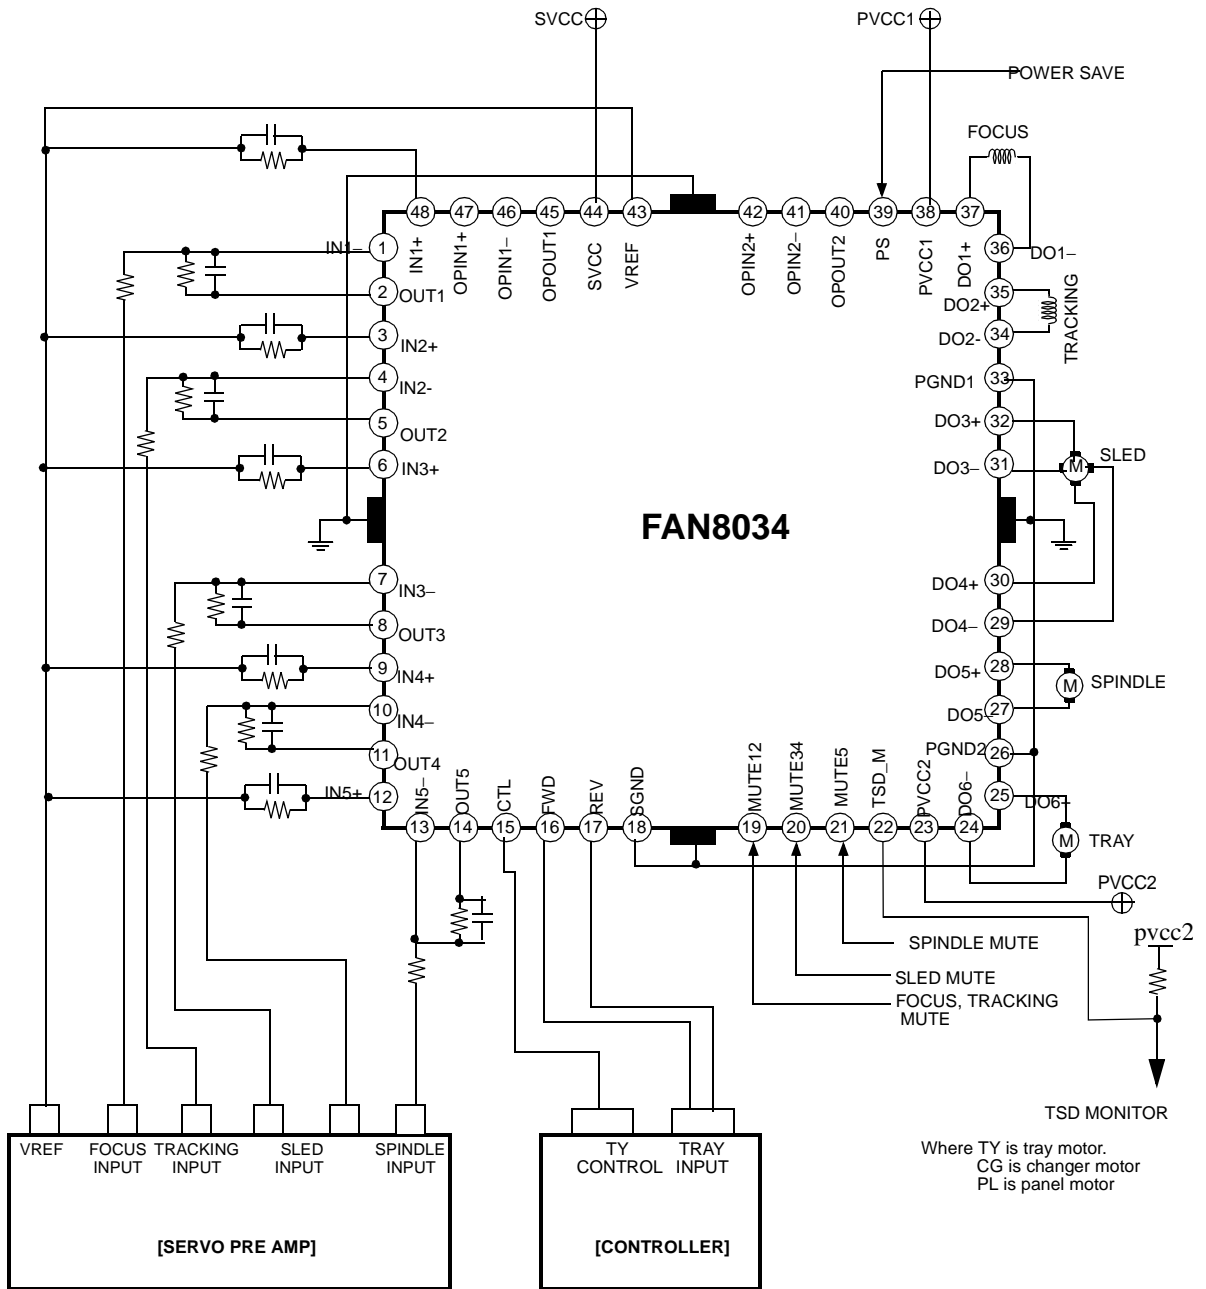 SVCC
PVCC1
POWER SAVE
FOCUS
48 47 46 45 44 43 42 41 40 39 38 37
IN1+
OPIN1+
OPIN1–
OPOUT1
SVCC
VREF
OPIN2+
OPIN2–
OPOUT2
PS
PVCC1
DO1+
IN1–
1
2
OUT1
3
IN2+
4
IN2-
5
OUT2
6
IN3+
7
IN3–
8
OUT3
9
IN4+
10
IN4–
11
OUT4
12
IN5+
FAN8034
36
DO1–
35
DO2+
34
DO2-
TRACKING
33
PGND1
32
DO3+
31
DO3–
M
SLED
30
DO4+
29
DO4–
28
DO5+
27
DO5–
M
SPINDLE
26
PGND2
25
DO6+
M
TRAY
IN5–
OUT5
CTL
FWD
REV
SGND
MUTE12
MUTE34
MUTE5
TSD_M
PVCC2
DO6–
13 14 15 16 17 18 19 20 21 22 23 24
PVCC2
pvcc2
SPINDLE MUTE
SLED MUTE
FOCUS, TRACKING
MUTE
TSD MONITOR
VREF
FOCUS
INPUT
TRACKING
INPUT
SLED
INPUT
SPINDLE
INPUT
[SERVO PRE AMP]
TY
CONTROL
TRAY
INPUT
[CONTROLLER]
Where TY is tray motor.
CG is changer motor
PL is panel motor